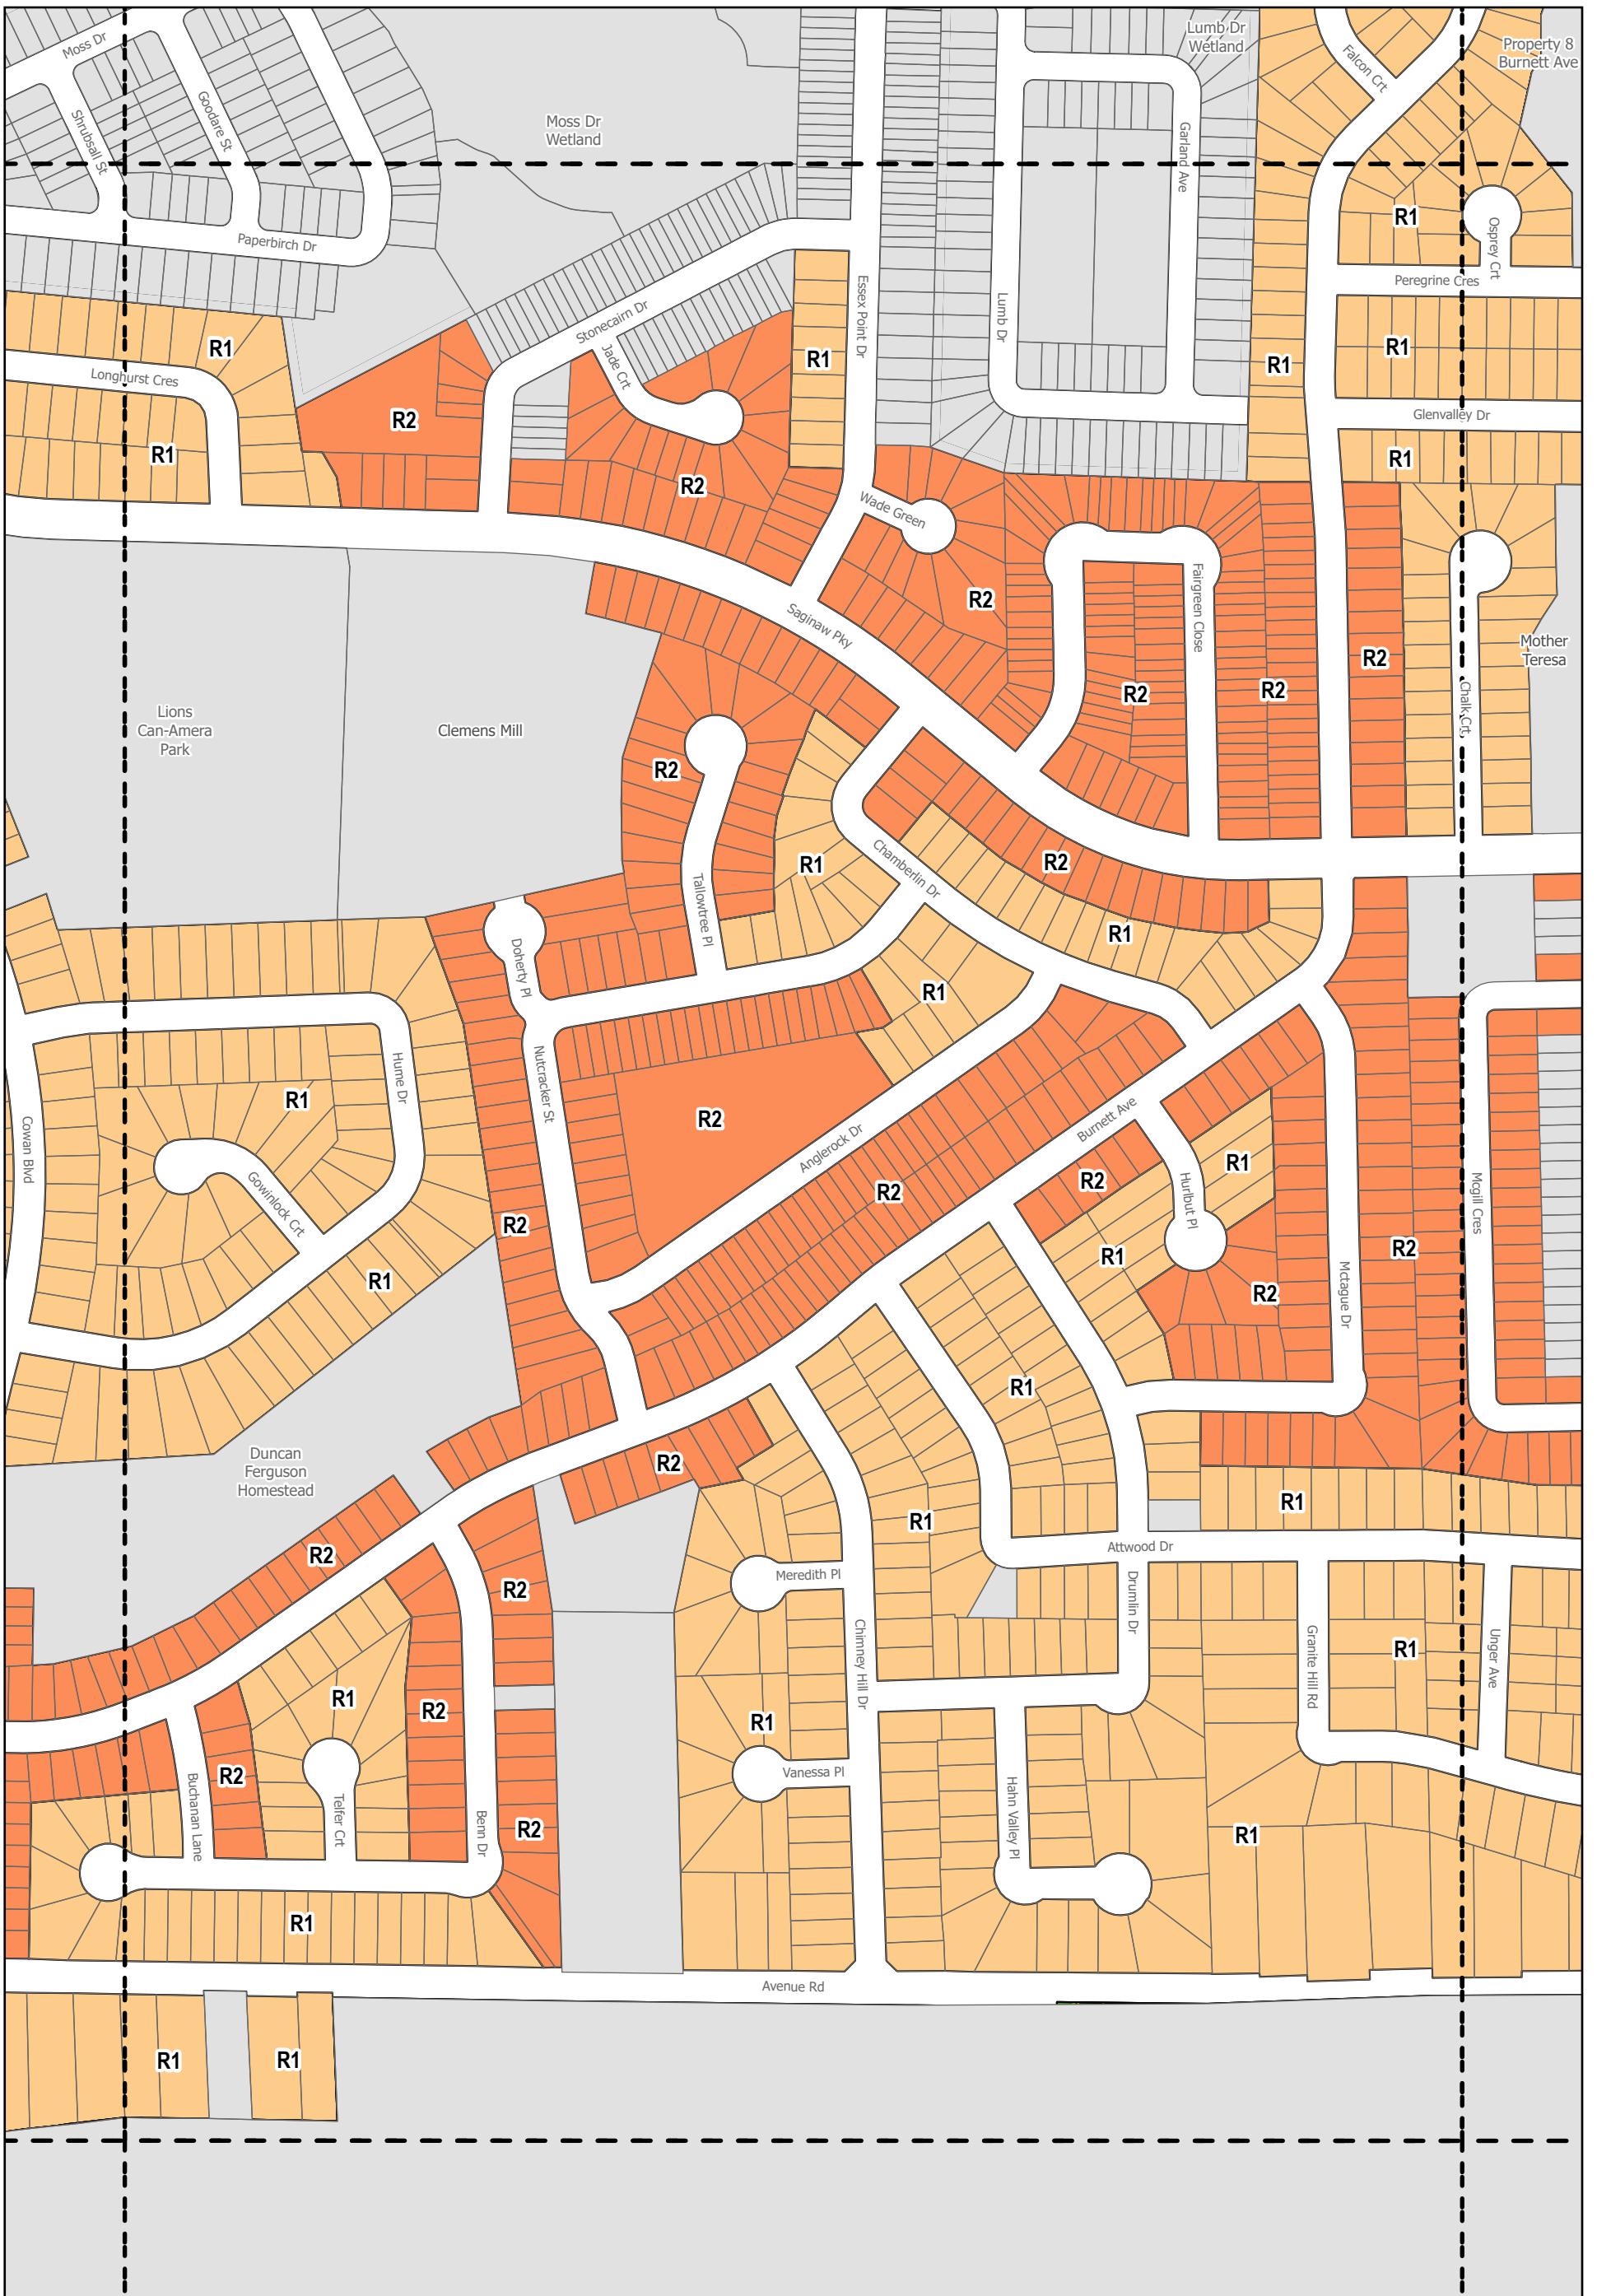 Moss Dr
Shrubsall St
Goodare St
Paperbirch Dr
Moss Dr
Wetland
Lumb Dr
Wetland
Falcon Crt
Property 8
Burnett Ave
Garland Ave
R1
Osprey Crt
Peregrine Cres
Essex Point Dr
Lumb Dr
Stonecairn Dr
Jade Crt
R1
R1
R1
R1
Longhurst Cres
Glenvalley Dr
R2
R1
R1
R2
Wade Green
R2
Fairgreen Close
Saginaw Pky
Mother
Teresa
R2
R2
R2
Chalk Crt
Lions
Can-Amera
Park
Clemens Mill
R2
R1
Chamberlin Dr
R2
Tallowtree Pl
R1
Doherty Pl
R1
Hume Dr
Nutcracker St
R1
R2
Burnett Ave
Cowan Blvd
Anglerock Dr
R1
R2
R2
Gowinlock Crt
Hurlbut Pl
Mcgill Cres
R2
R1
R2
R1
Mctague Dr
R2
R1
R2
Duncan
Ferguson
Homestead
R1
R1
R2
Attwood Dr
Meredith Pl
R2
Drumlin Dr
Chimney Hill Dr
Granite Hill Rd
R1
Unger Ave
R1
R2
R1
R2
Vanessa Pl
Buchanan Lane
Telfer Crt
Benn Dr
R2
Hahn Valley Pl
R1
R1
Avenue Rd
R1
R1